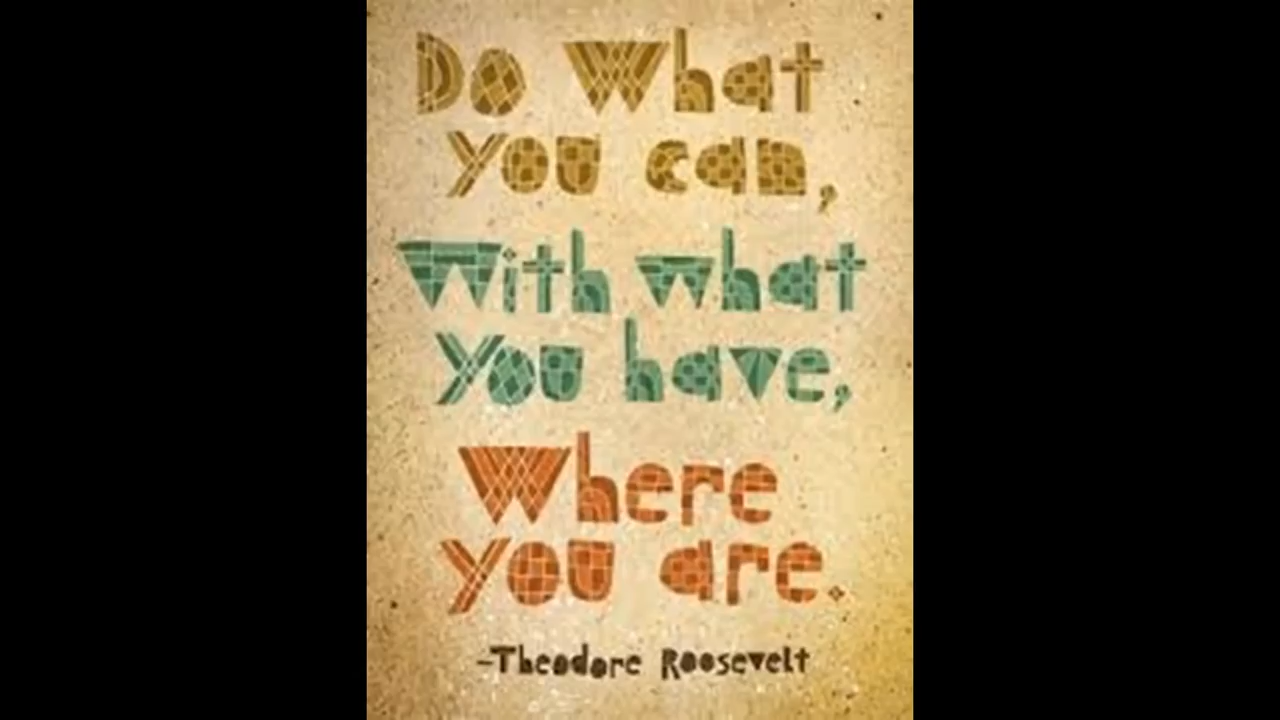 Do What
you can,
With what
you have,
Where
you are.
-Theodore Roosevelt